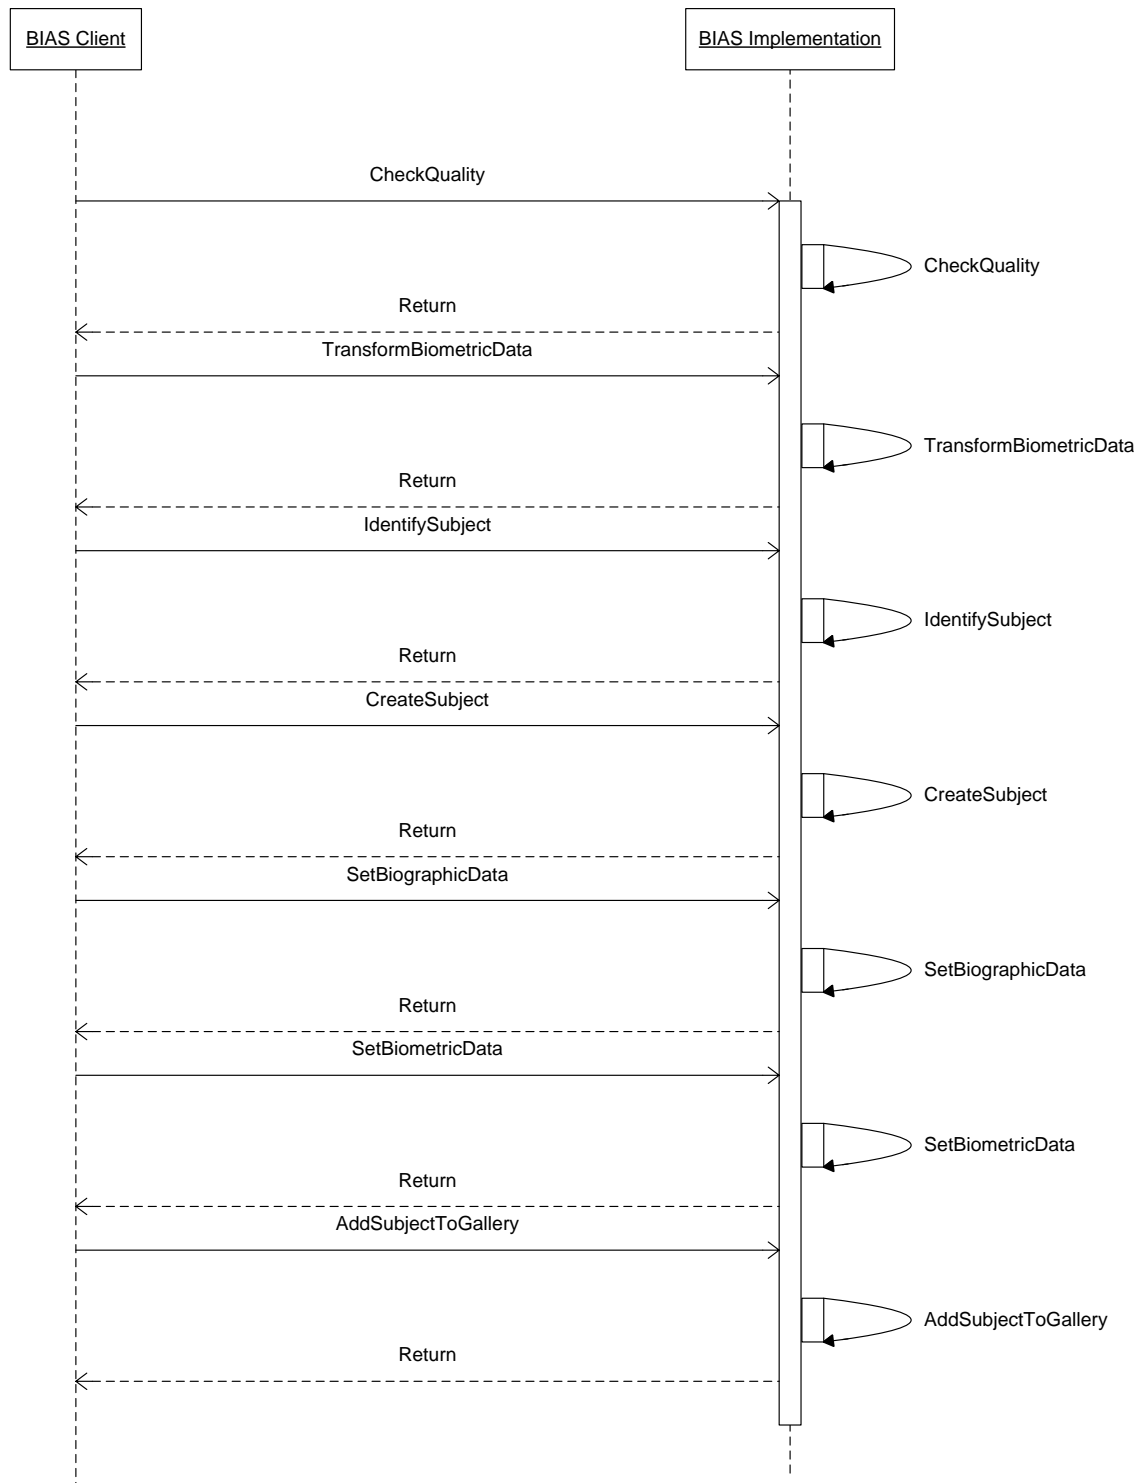 BIAS Client
BIAS Implementation
CheckQuality
CheckQuality
Return
TransformBiometricData
TransformBiometricData
Return
IdentifySubject
IdentifySubject
Return
CreateSubject
CreateSubject
Return
SetBiographicData
SetBiographicData
Return
SetBiometricData
SetBiometricData
Return
AddSubjectToGallery
AddSubjectToGallery
Return